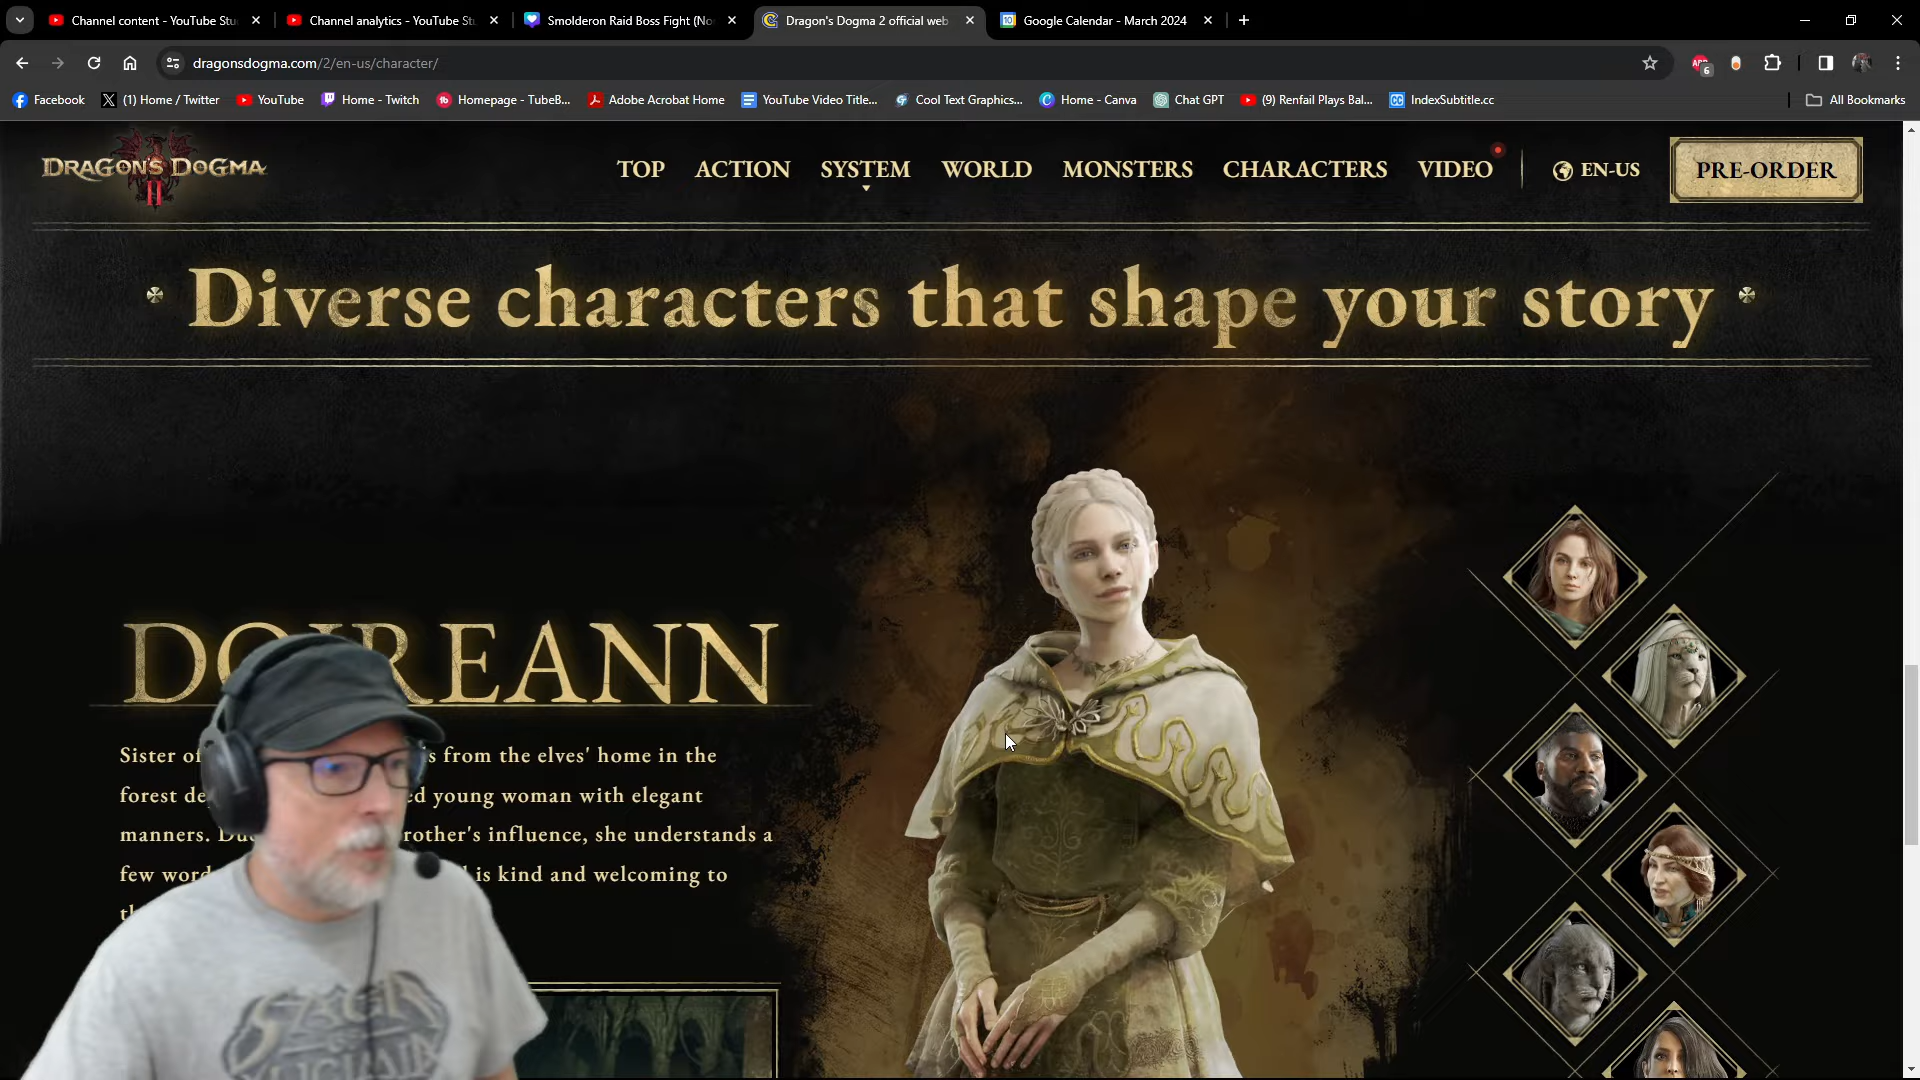 Channel content - YouTube Stu
Channel analytics - YouTube Stu
Smolderon Raid Boss Fight (No
Dragon's Dogma 2 official web
Google Calendar - March 2024
dragonsdogma.com/2/en-us/character/
6
Facebook
(1) Home / Twitter
YouTube
Home - Twitch
Homepage - TubeB...
Adobe Acrobat Home
YouTube Video Title...
Cool Text Graphics...
Home - Canva
Chat GPT
(9) Renfail Plays Bal...
IndexSubtitle.cc
All Bookmarks
DRAGON'S DOGMA
II
TOP
ACTION
SYSTEM
WORLD
MONSTERS
CHARACTERS
VIDEO
EN-US
PRE-ORDER
Diverse characters that shape your story
DOIREANN
Sister of from the elves' home in the
forest young woman with elegant
manners. influence, she understands a
few is kind and welcoming to